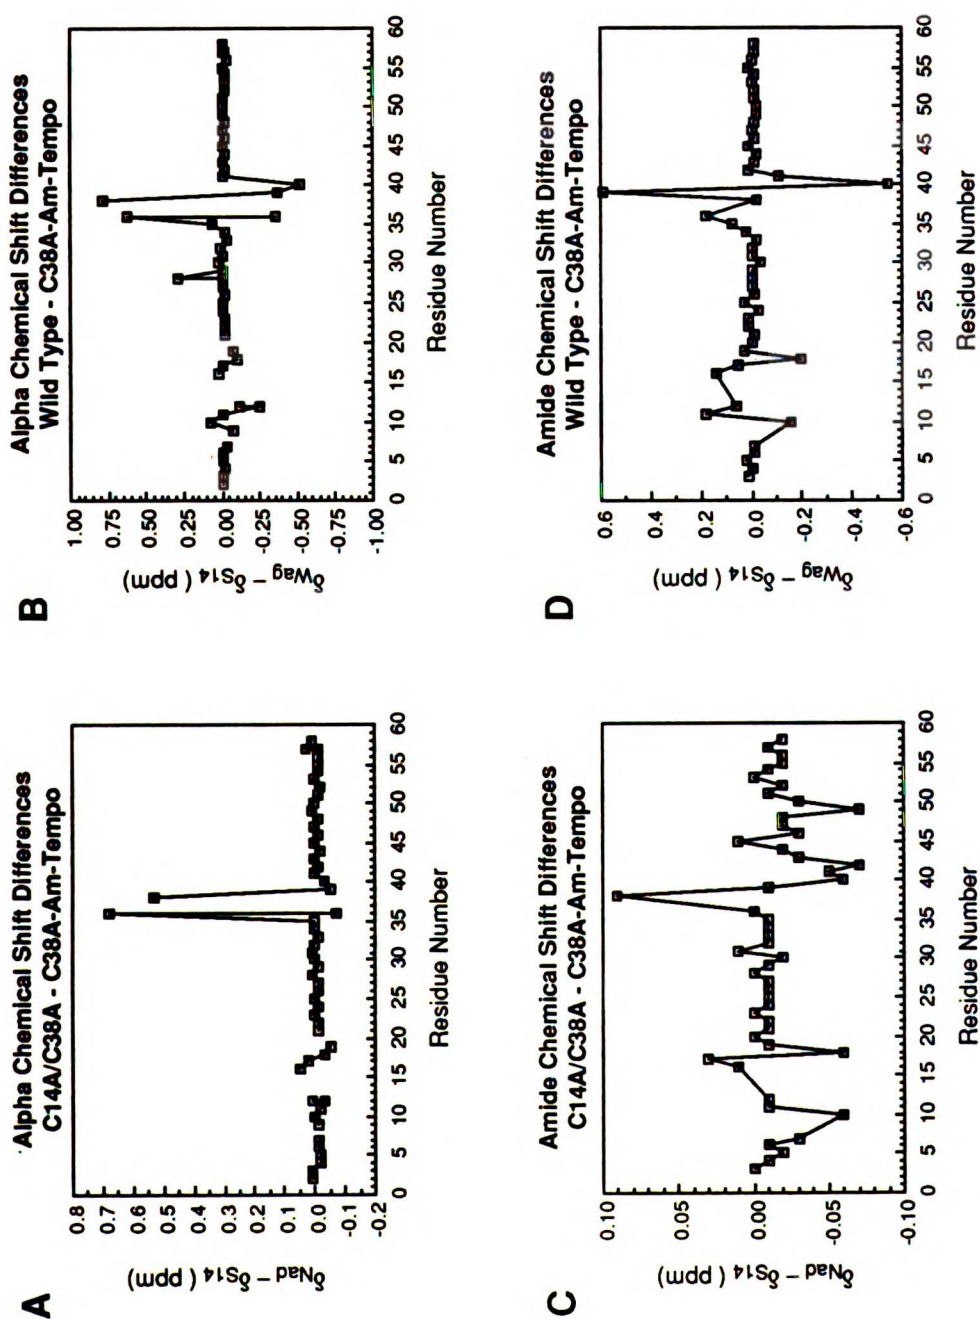 A
Alpha Chemical Shift Differences
C14A/C38A - C38A-Am-Tempo
δNad - δS14 ( ppm)
0.8
0.7
0.6
0.5
0.4
0.3
0.2
0.1
0.0
-0.1
-0.2
0 5 10 15 20 25 30 35 40 45 50 55 60
Residue Number
B
Alpha Chemical Shift Differences
Wild Type - C38A-Am-Tempo
δWag - δS14 ( ppm)
1.00
0.75
0.50
0.25
0.00
-0.25
-0.50
-0.75
-1.00
0 5 10 15 20 25 30 35 40 45 50 55 60
Residue Number
C
Amide Chemical Shift Differences
C14A/C38A - C38A-Am-Tempo
δNad - δS14 ( ppm)
0.10
0.05
0.00
-0.05
-0.10
0 5 10 15 20 25 30 35 40 45 50 55 60
Residue Number
D
Amide Chemical Shift Differences
Wild Type - C38A-Am-Tempo
δWag - δS14 ( ppm)
0.6
0.4
0.2
0.0
-0.2
-0.4
-0.6
0 5 10 15 20 25 30 35 40 45 50 55 60
Residue Number